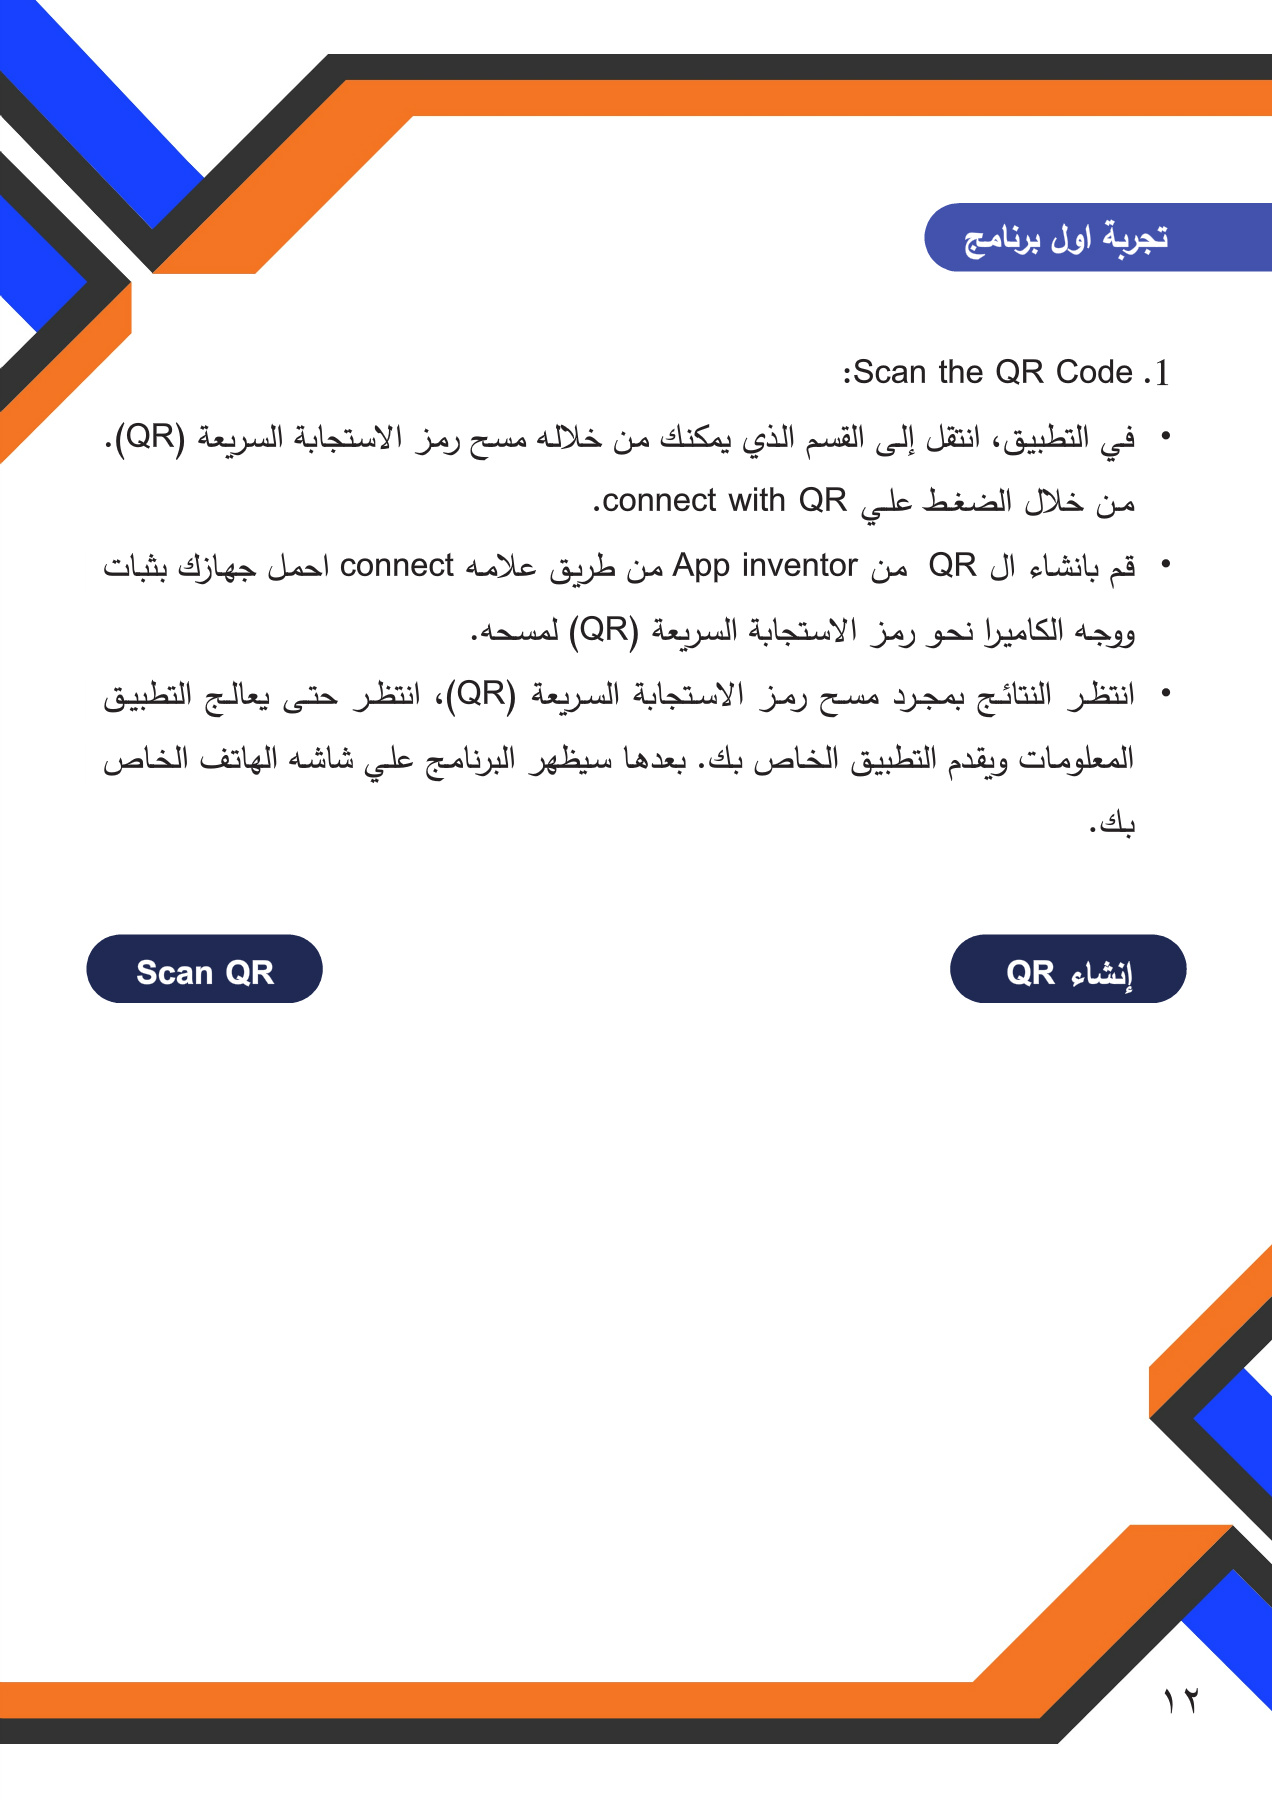 تجربة اول برنامج
1. Scan the QR Code:
• في التطبيق، انتقل إلى القسم الذي يمكنك من خلاله مسح رمز الاستجابة السريعة (QR).
من خلال الضغط علي connect with QR.
• قم بانشاء ال QR من App inventor من طريق علامه connect احمل جهازك بثبات
ووجه الكاميرا نحو رمز الاستجابة السريعة (QR) لمسحه.
• انتظر النتائج بمجرد مسح رمز الاستجابة السريعة (QR)، انتظر حتى يعالج التطبيق
المعلومات ويقدم التطبيق الخاص بك. بعدها سيظهر البرنامج علي شاشه الهاتف الخاص
بك.
إنشاء QR
Scan QR
١٢